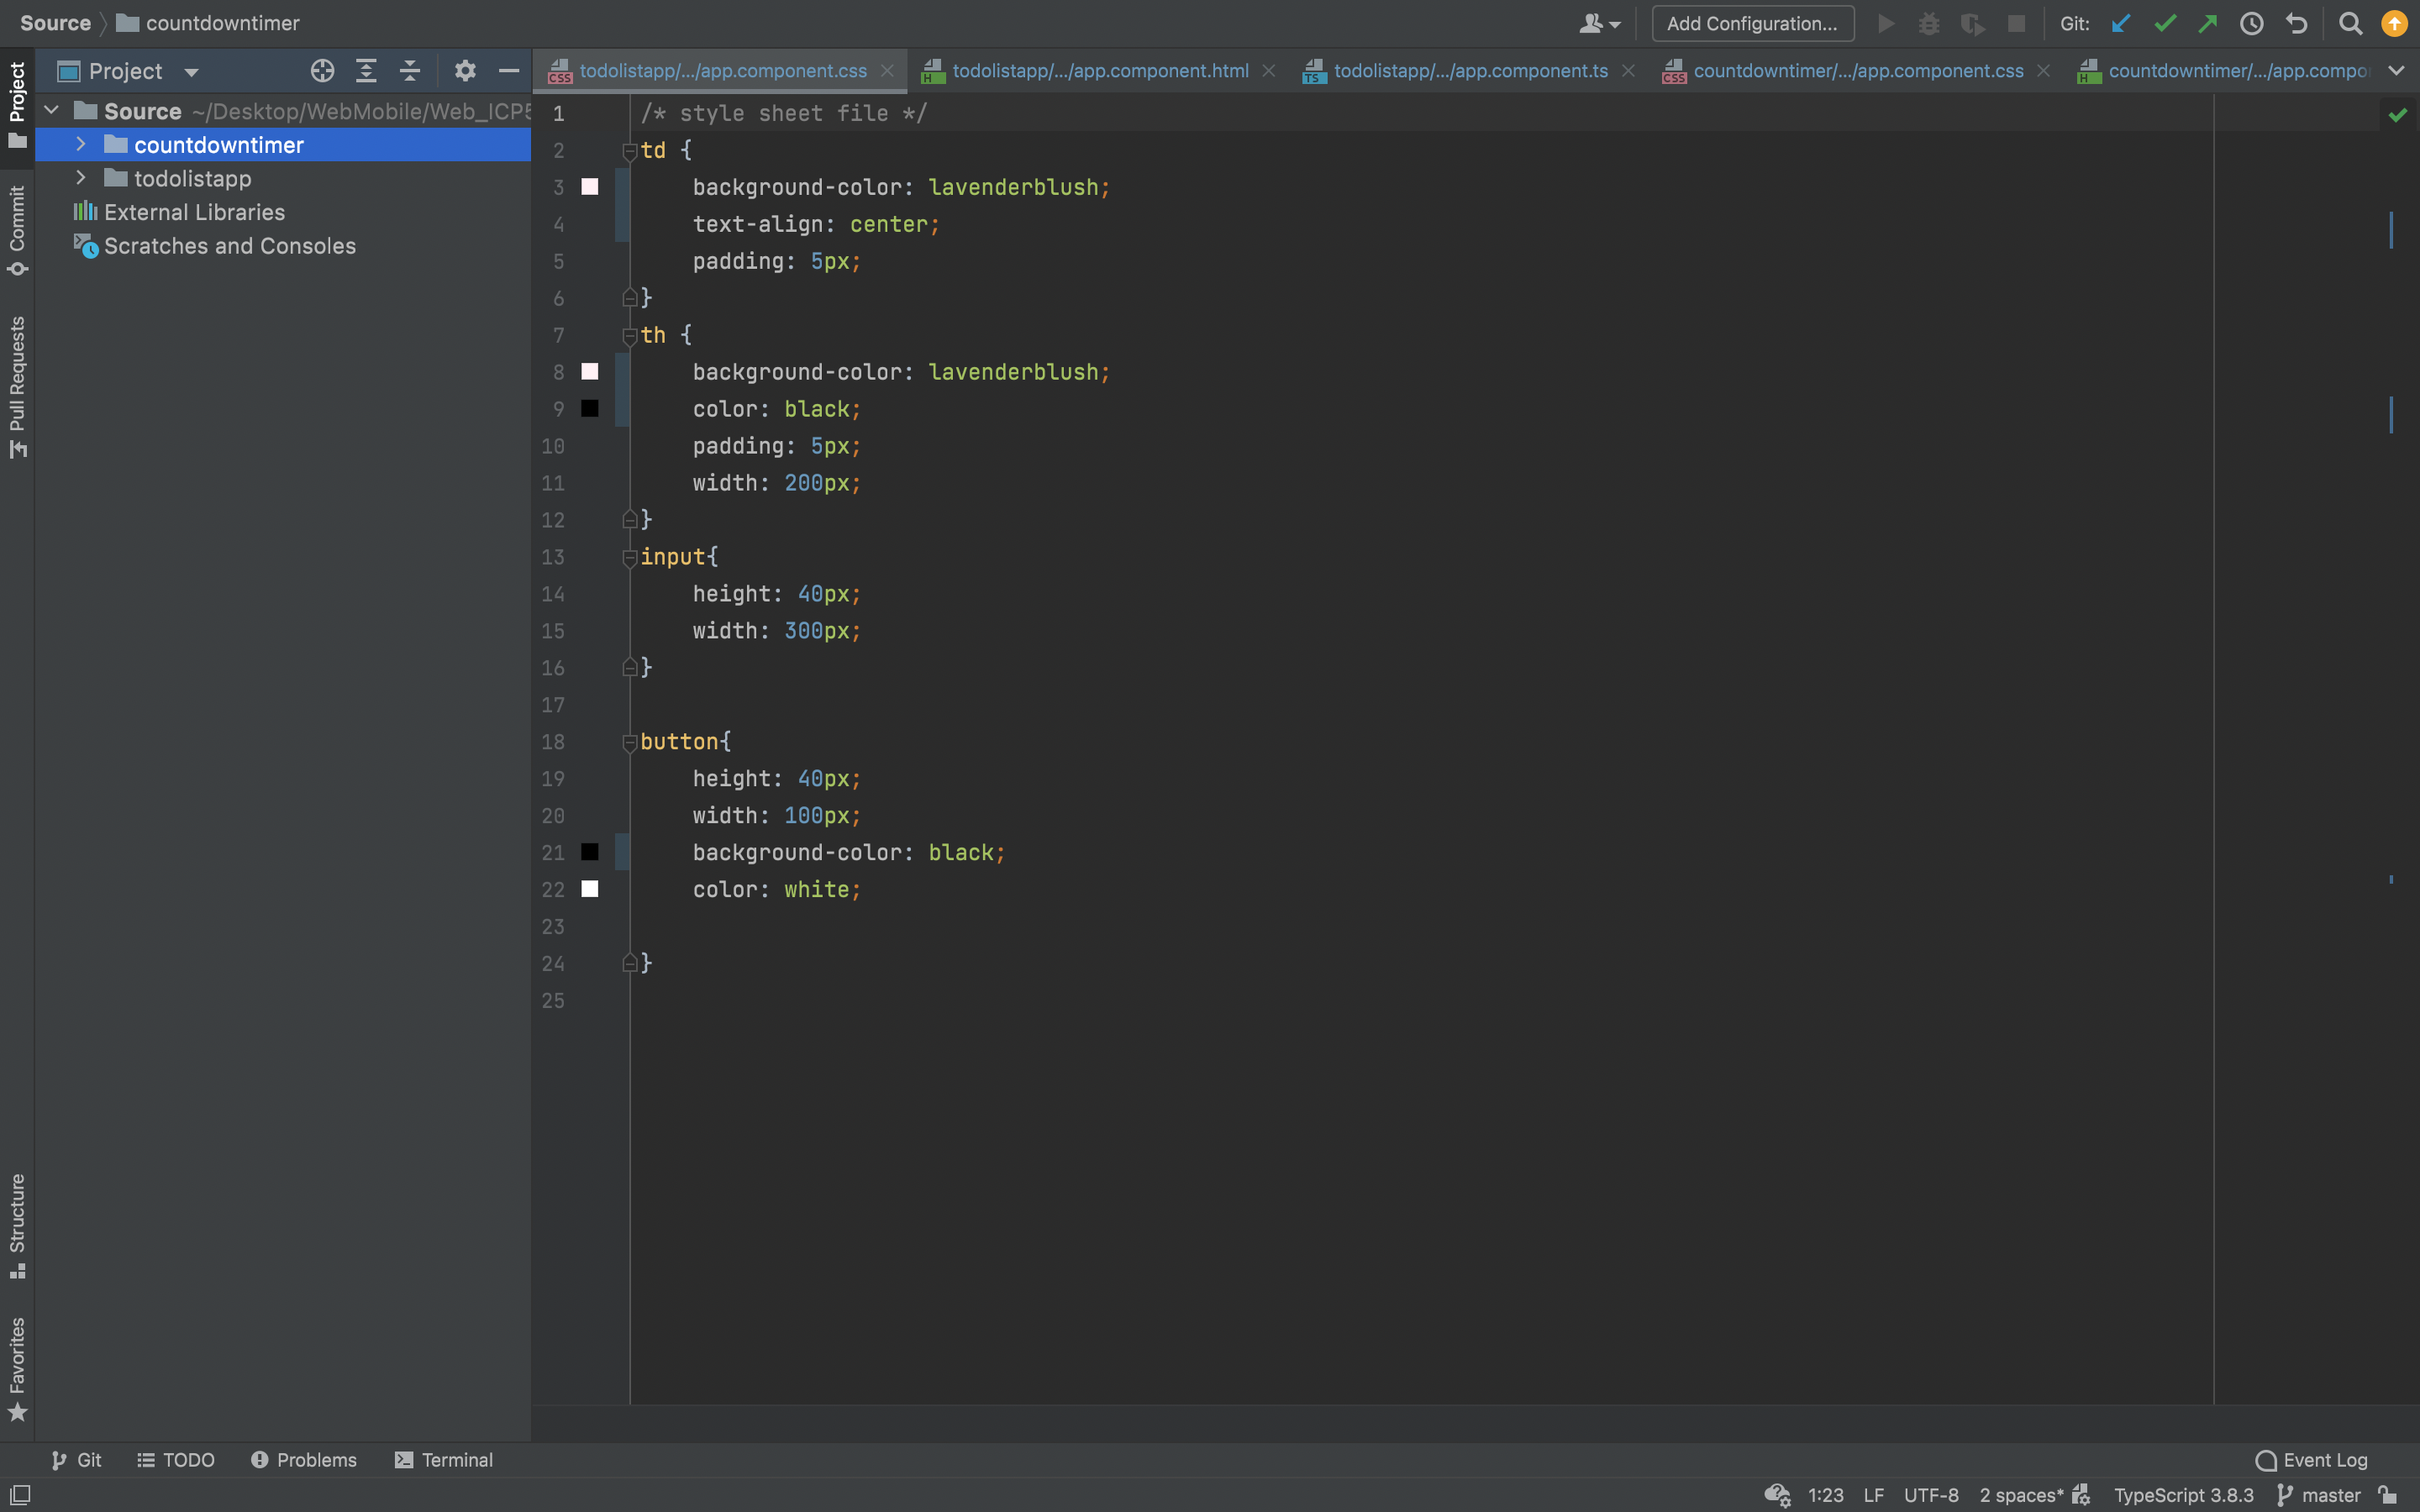 Source countdowntimer Add Configuration... Git:
Project
todolistapp/.../app.component.css todolistapp/.../app.component.html todolistapp/.../app.component.ts countdowntimer/.../app.component.css countdowntimer/.../app.compo
Source ~/Desktop/WebMobile/Web_ICP5
countdowntimer
todolistapp
External Libraries
Scratches and Consoles
Project
Commit
Pull Requests
Structure
Favorites
1 /* style sheet file */
2 td {
3 background-color: lavenderblush;
4 text-align: center;
5 padding: 5px;
6 }
7 th {
8 background-color: lavenderblush;
9 color: black;
10 padding: 5px;
11 width: 200px;
12 }
13 input{
14 height: 40px;
15 width: 300px;
16 }
17
18 button{
19 height: 40px;
20 width: 100px;
21 background-color: black;
22 color: white;
23
24 }
25
Git TODO Problems Terminal Event Log
1:23 LF UTF-8 2 spaces* TypeScript 3.8.3 master